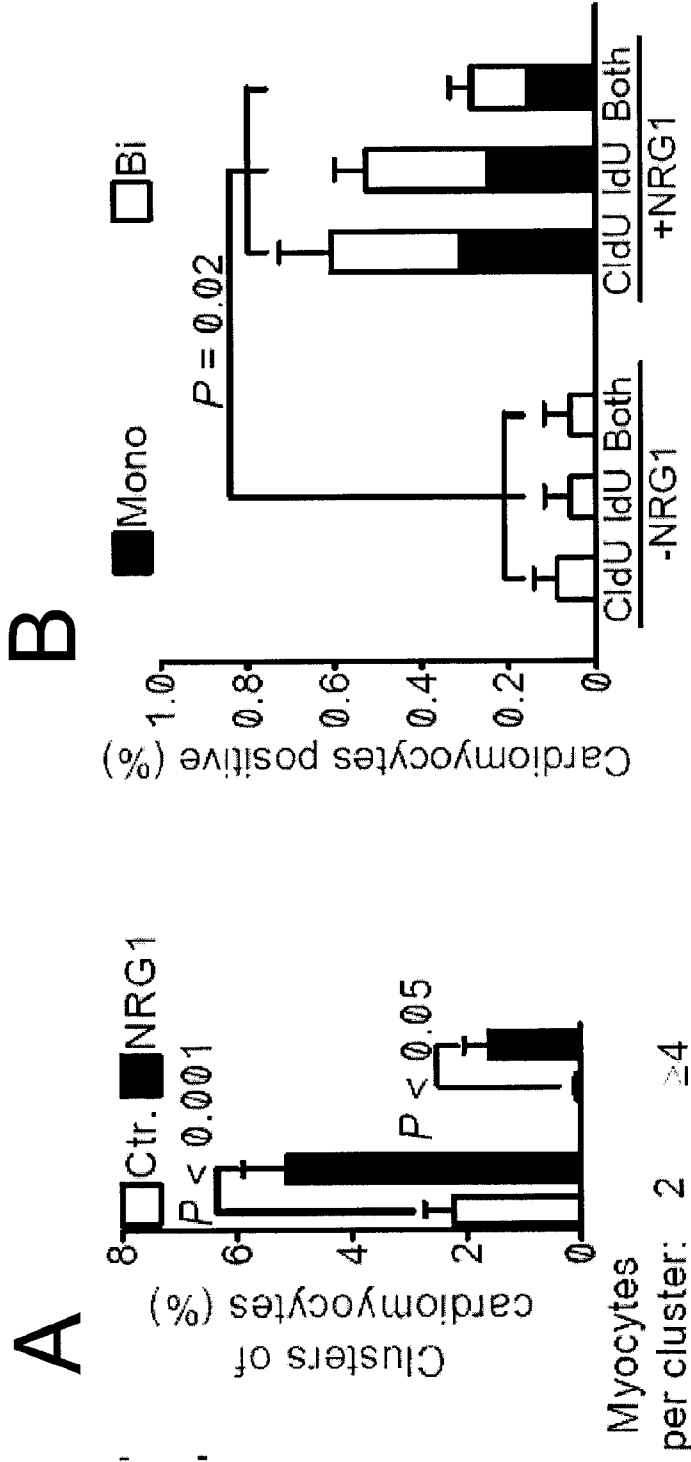 A
Ctr. NRG1
P < 0.001
P < 0.05
Clusters of
cardiomyocytes (%)
8
6
4
2
0
Myocytes
per cluster: 2 ≥4
B
Mono Bi
P = 0.02
Cardiomyocytes positive (%)
1.0
0.8
0.6
0.4
0.2
0
CldU IdU Both CldU IdU Both
-NRG1 +NRG1